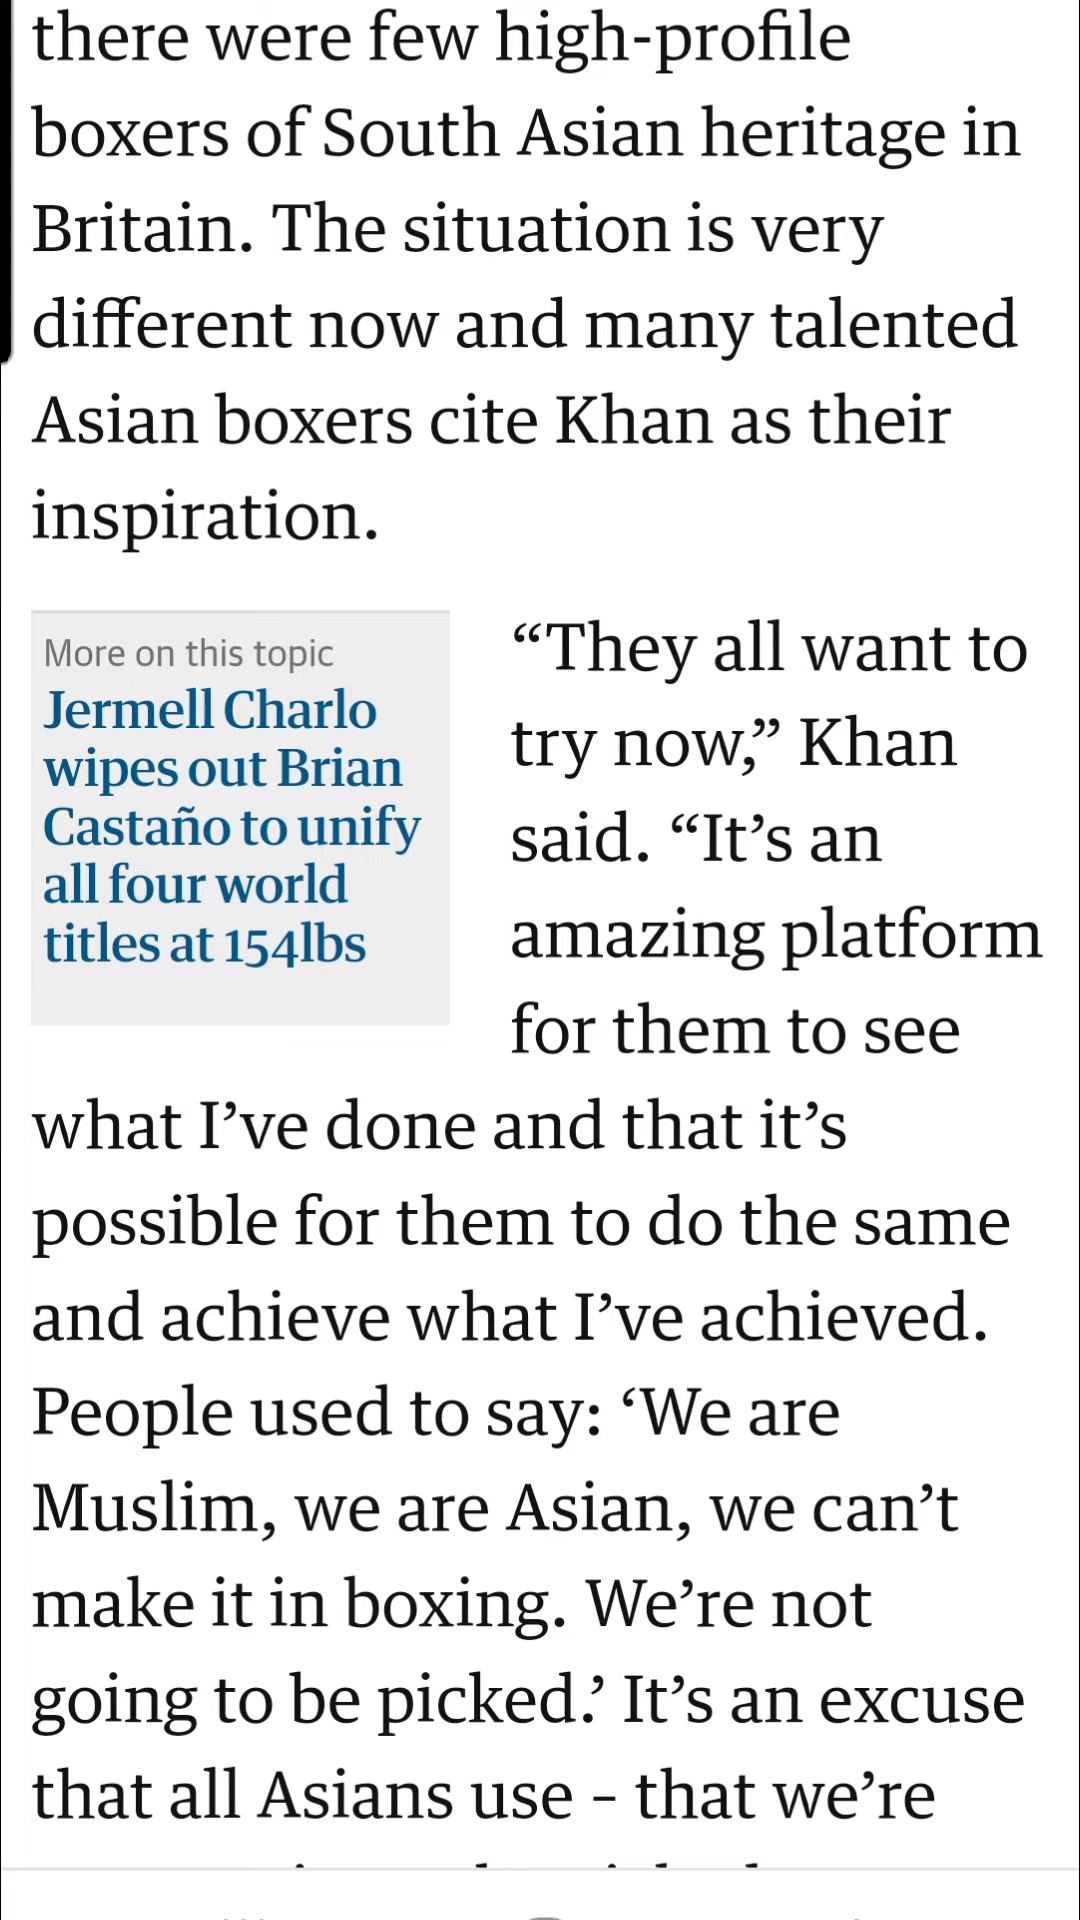 there were few high-profile
boxers of South Asian heritage in
Britain. The situation is very
different now and many talented
Asian boxers cite Khan as their
inspiration.
More on this topic
Jermell Charlo
wipes out Brian
Castaño to unify
all four world
titles at 154lbs
“They all want to
try now,” Khan
said. “It’s an
amazing platform
for them to see
what I’ve done and that it’s
possible for them to do the same
and achieve what I’ve achieved.
People used to say: ‘We are
Muslim, we are Asian, we can’t
make it in boxing. We’re not
going to be picked.’ It’s an excuse
that all Asians use – that we’re